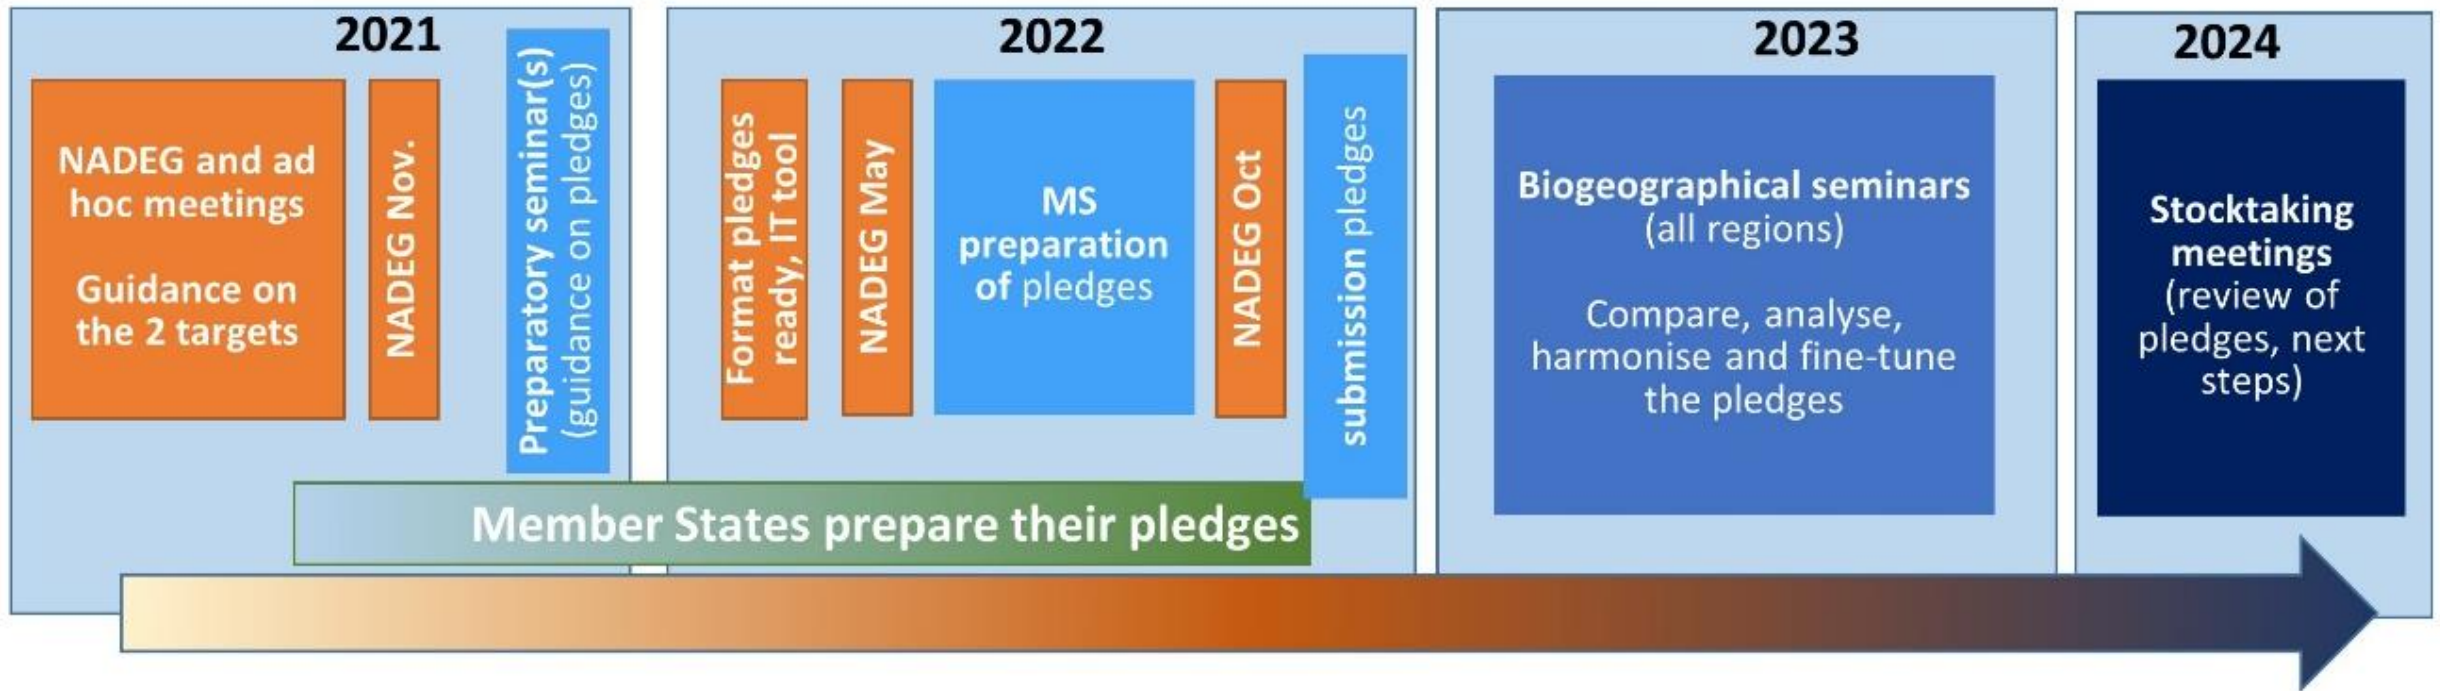 2021
NADEG and ad
hoc meetings
Guidance on
the 2 targets
NADEG Nov.
Preparatory seminar(s)
(guidance on pledges)
2022
Format pledges
ready, IT tool
NADEG May
MS
preparation
of pledges
NADEG Oct
submission pledges
2023
Biogeographical seminars
(all regions)
Compare, analyse,
harmonise and fine-tune
the pledges
2024
Stocktaking
meetings
(review of
pledges, next
steps)
Member States prepare their pledges